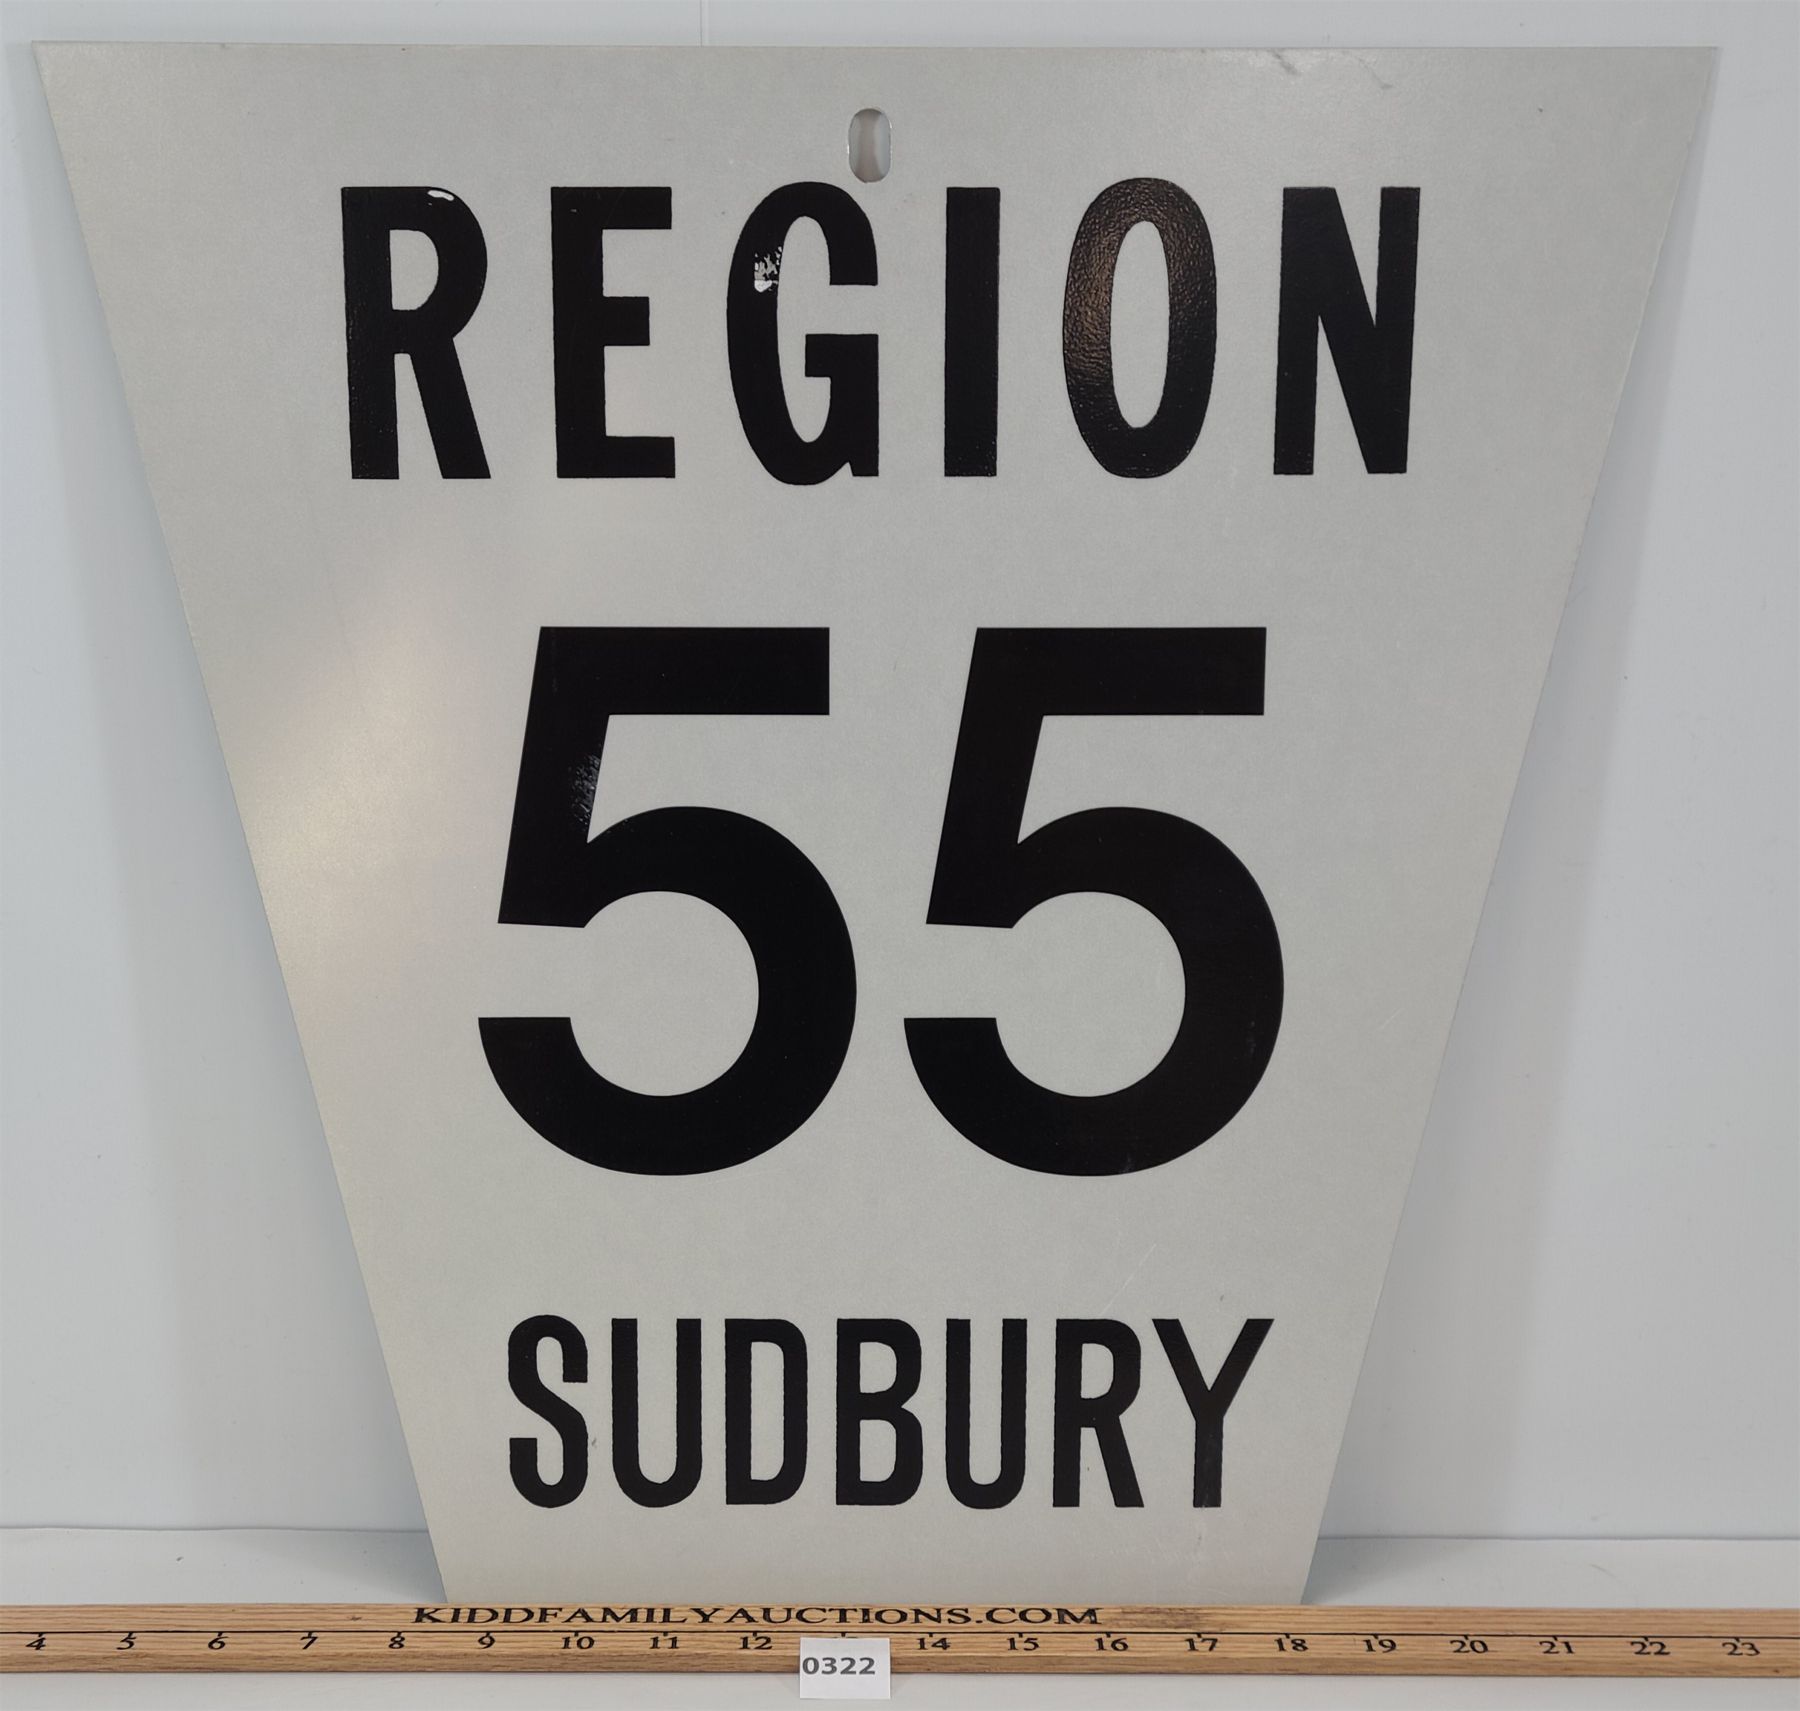 REGION
55
SUDBURY
KIDDFAMILYAUCTIONS.COM
4 5 6 7 8 9 10 11 12 14 15 16 17 18 19 20 21 22 23
0322